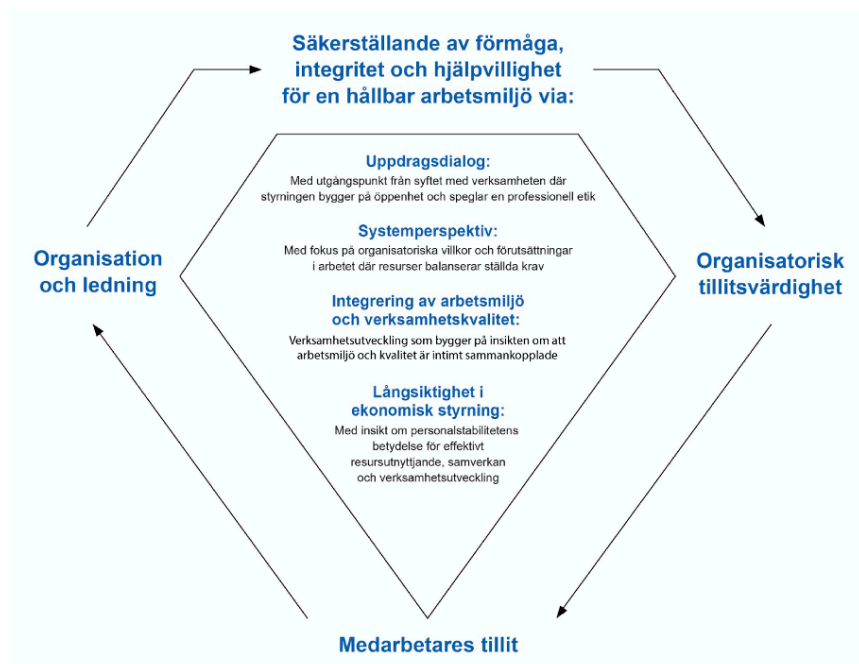 Säkerställande av förmåga,
integritet och hjälpvillighet
för en hållbar arbetsmiljö via:
Uppdragsdialog:
Med utgångspunkt från syftet med verksamheten där
styrningen bygger på öppenhet och speglar en professionell etik
Systemperspektiv:
Med fokus på organisatoriska villkor och förutsättningar
i arbetet där resurser balanserar ställda krav
Organisation
och ledning
Organisatorisk
tillitsvärdighet
Integrering av arbetsmiljö
och verksamhetskvalitet:
Verksamhetsutveckling som bygger på insikten om att
arbetsmiljö och kvalitet är intimt sammankopplade
Långsiktighet i
ekonomisk styrning:
Med insikt om personalstabilitetens
betydelse för effektivt
resursutnyttjande, samverkan
och verksamhetsutveckling
Medarbetares tillit